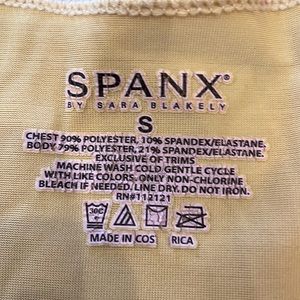 SPANX®
BY SARA BLAKELY
S
CHEST 90% POLYESTER, 10% SPANDEX/ELASTANE.
BODY 79% POLYESTER, 21% SPANDEX/ELASTANE.
EXCLUSIVE OF TRIMS
MACHINE WASH COLD GENTLE CYCLE
WITH LIKE COLORS. ONLY NON-CHLORINE
BLEACH IF NEEDED. LINE DRY. DO NOT IRON.
RN#112121
30C
MADE IN COS RICA